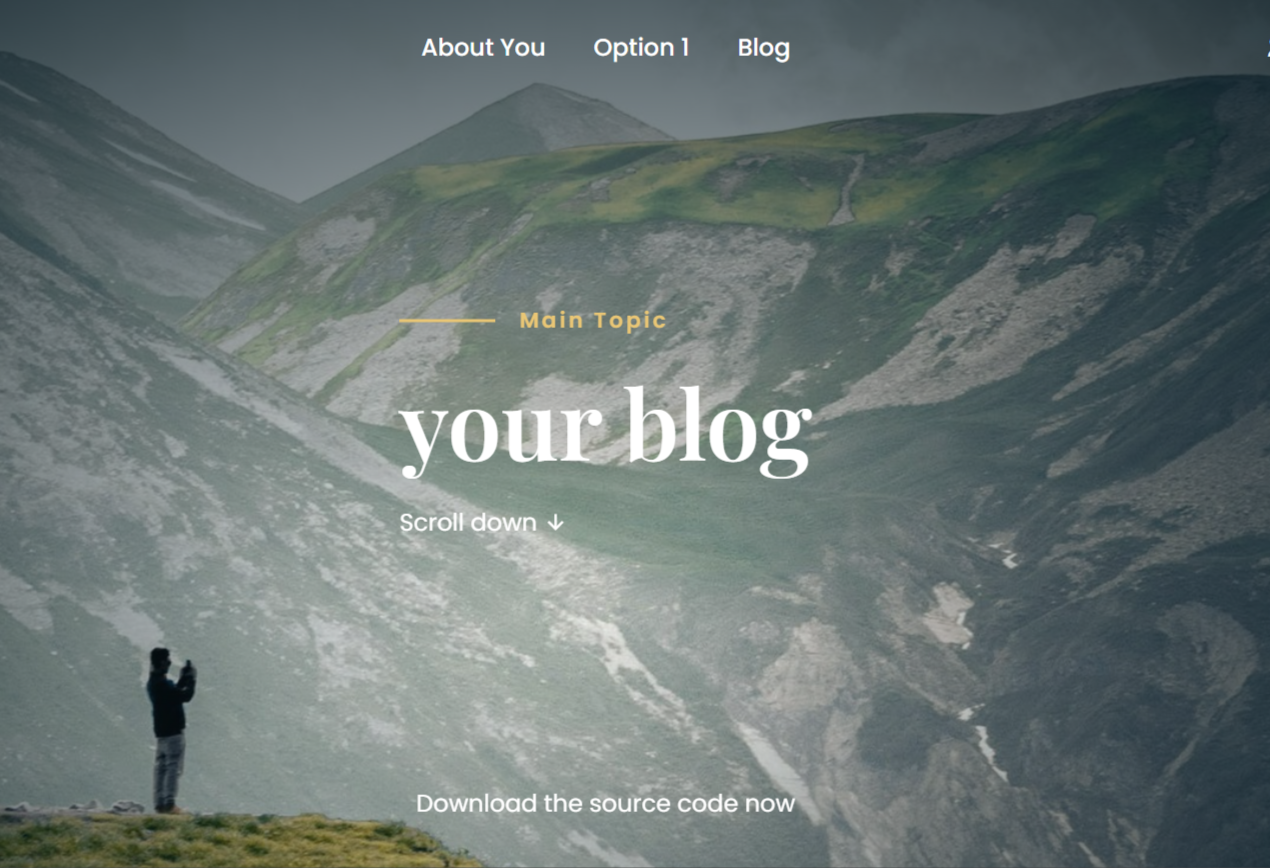 About You Option 1 Blog
Main Topic
your blog
Scroll down ↓
Download the source code now